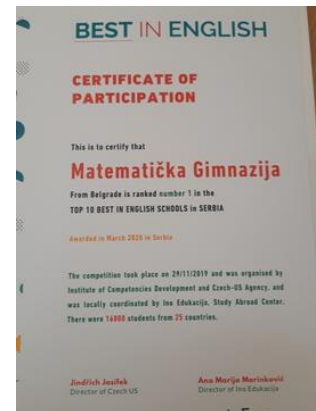 BEST IN ENGLISH
CERTIFICATE OF
PARTICIPATION
This is to certify that
Matematička Gimnazija
From Belgrade is ranked number 1 in the
TOP 10 BEST IN ENGLISH SCHOOLS in SERBIA
Awarded in March 2020 in Serbia
The competition took place on 29/11/2019 and was organised by
Institute of Competencies Development and Czech-US Agency, and
was locally coordinated by Ino Edukacija, Study Abroad Center.
There were 16000 students from 25 countries.
Jindřich Josífek
Director of Czech US
Ana Marija Marinković
Director of Ino Edukacija